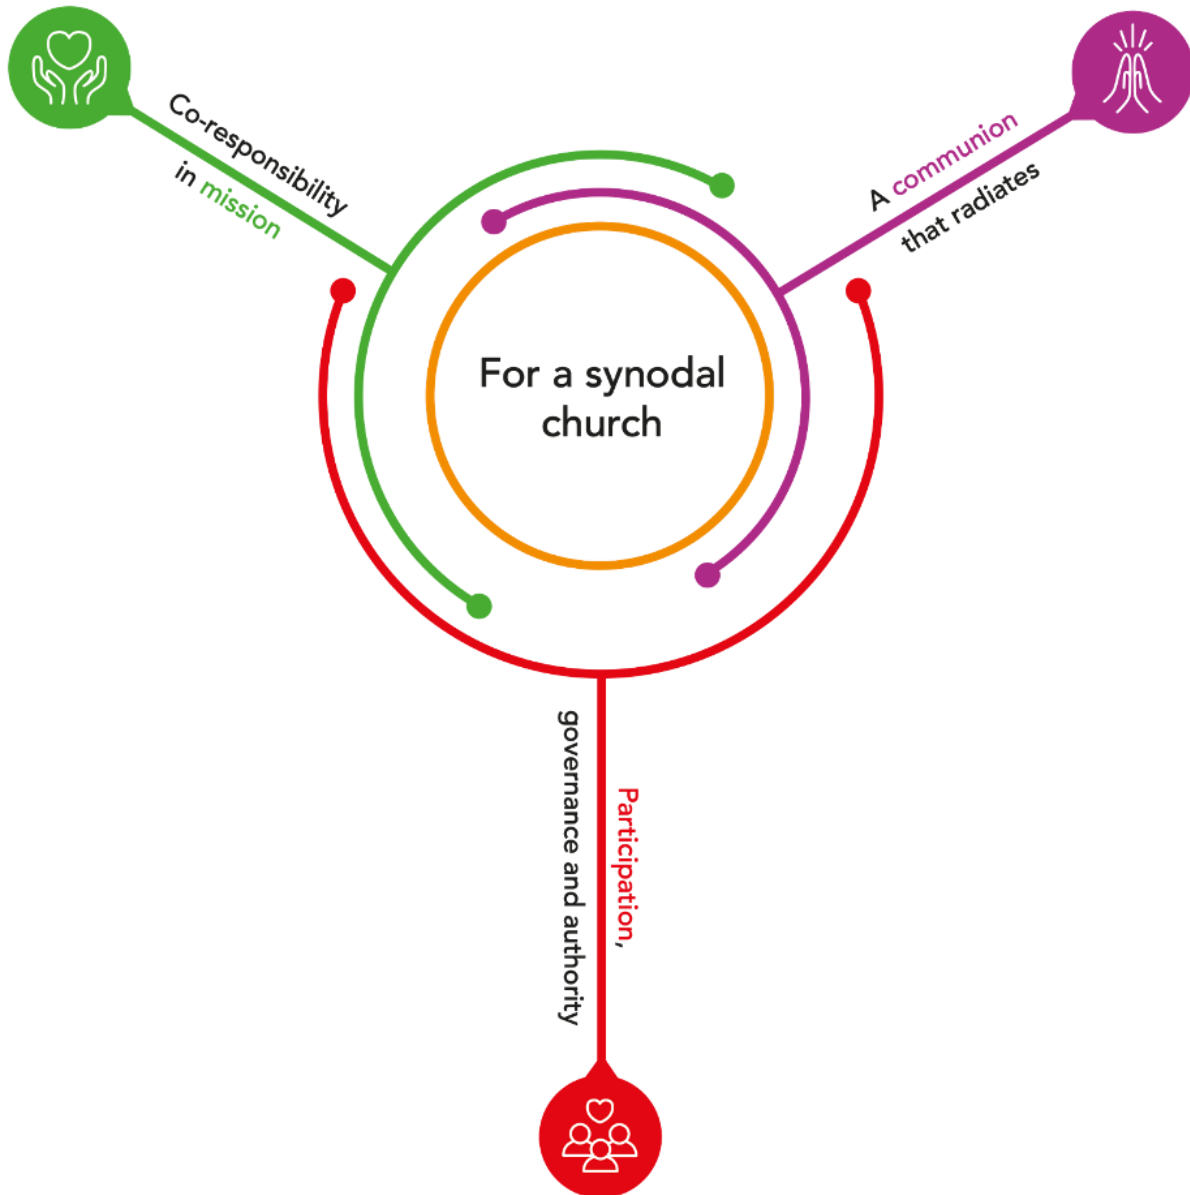 Co-responsibility
in mission
A communion
that radiates
For a synodal
church
Participation,
governance and authority